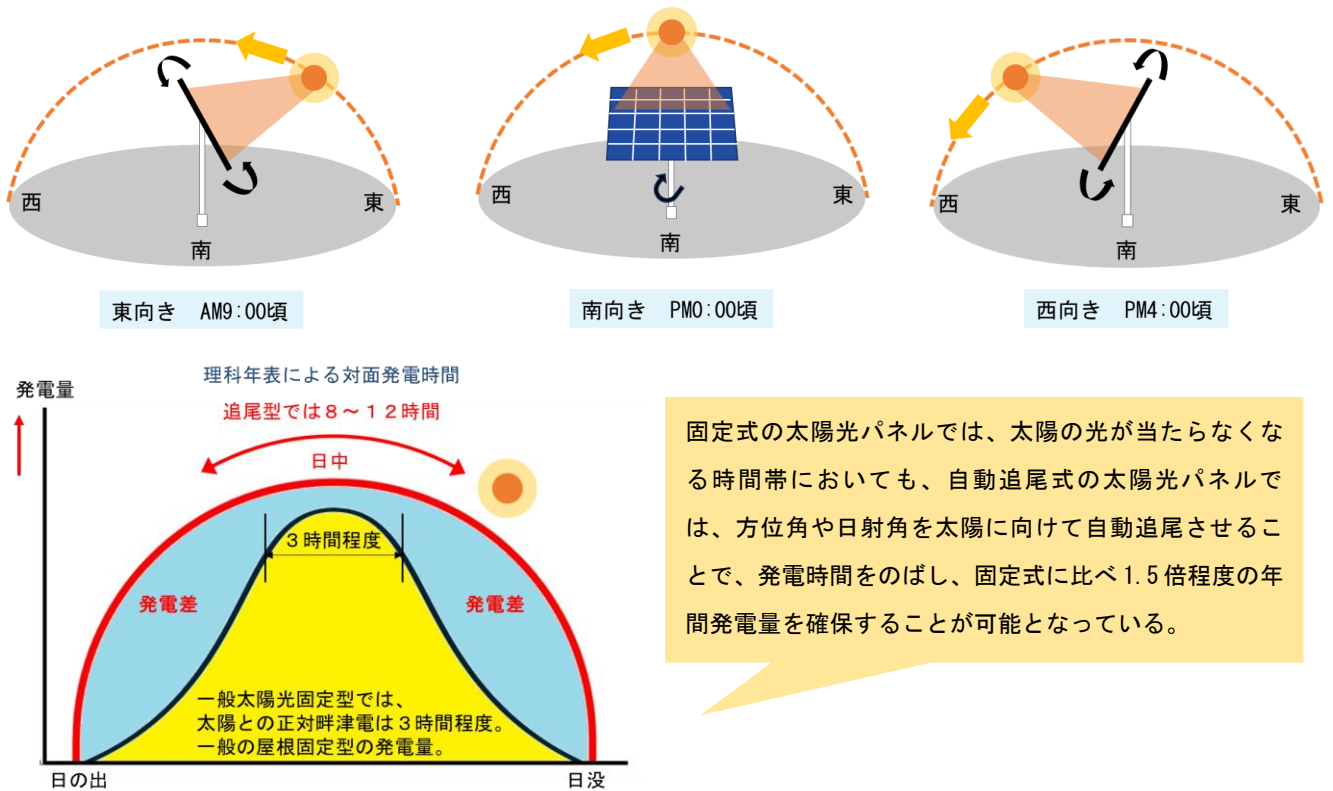 西
東
南
西
東
南
西
東
南
東向き　AM9:00頃
南向き　PM0:00頃
西向き　PM4:00頃
理科年表による対面発電時間
発電量
追尾型では８～１２時間
日中
３時間程度
発電差
発電差
一般太陽光固定型では、
太陽との正対畔津電は３時間程度。
一般の屋根固定型の発電量。
日の出
日没
固定式の太陽光パネルでは、太陽の光が当たらなくな
る時間帯においても、自動追尾式の太陽光パネルで
は、方位角や日射角を太陽に向けて自動追尾させるこ
とで、発電時間をのばし、固定式に比べ1.5倍程度の年
間発電量を確保することが可能となっている。